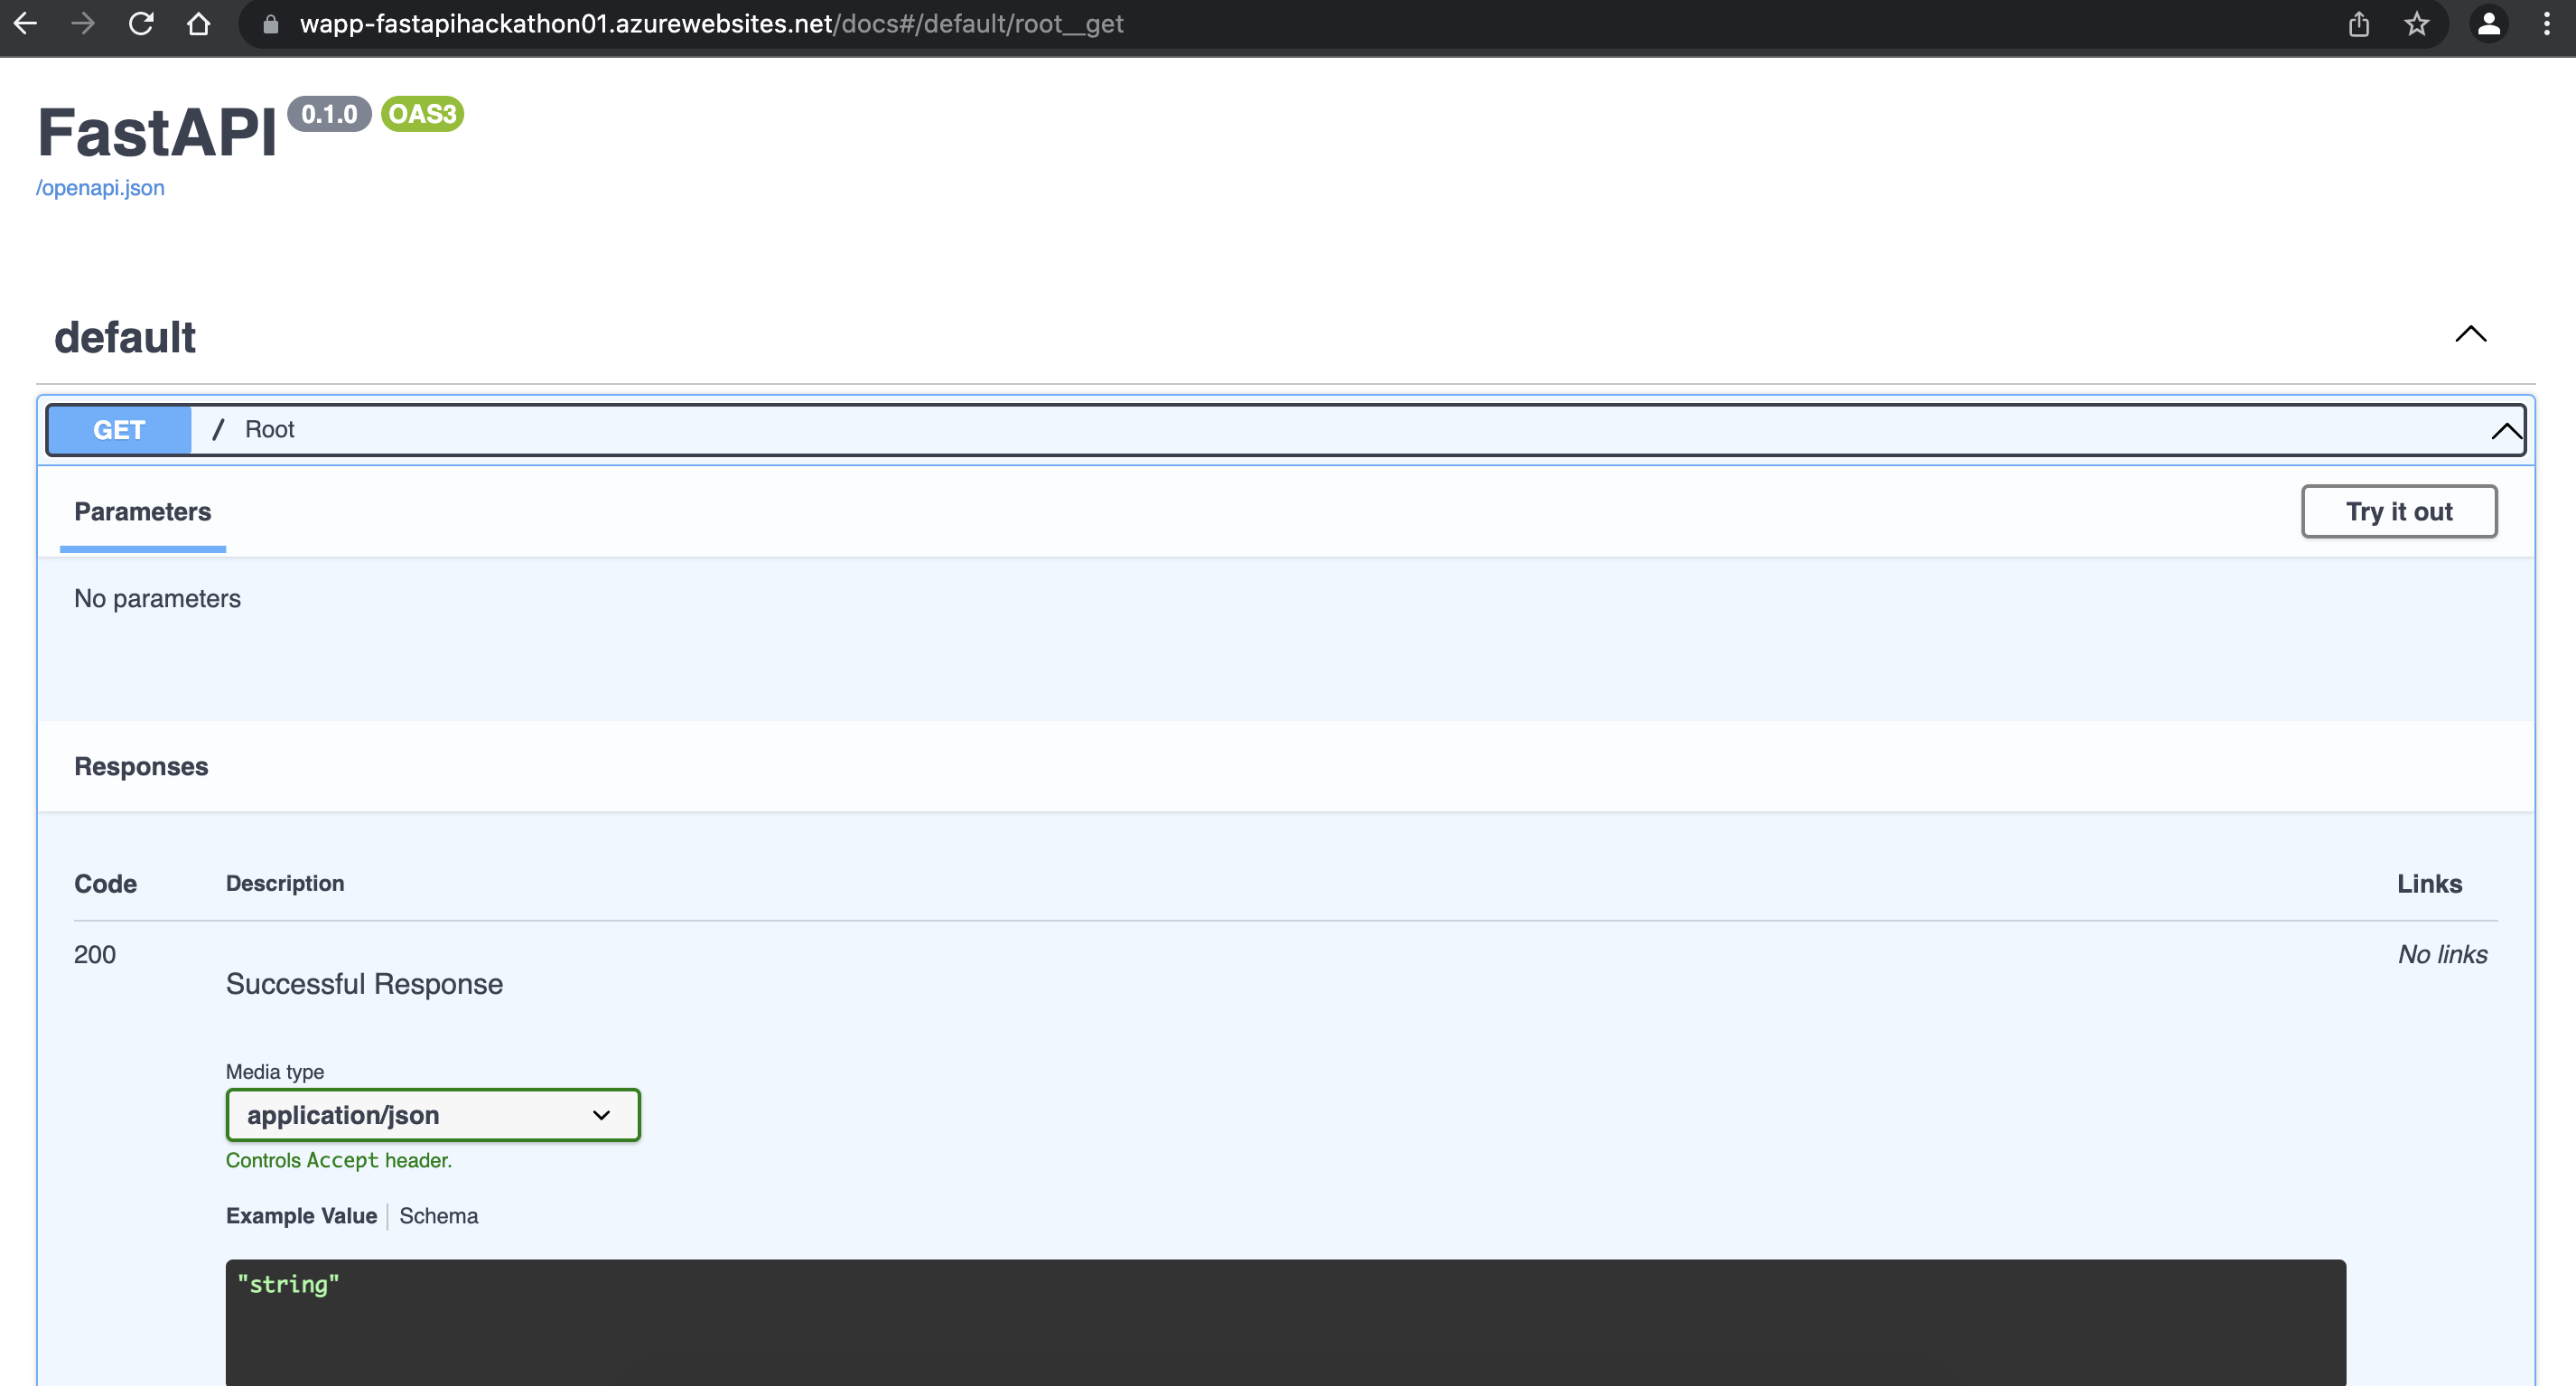 wapp-fastapihackathon01.azurewebsites.net/docs#/default/root__get
FastAPI 0.1.0 OAS3
/openapi.json
default
GET / Root
Parameters Try it out
No parameters
Responses
Code Description Links
200 No links
Successful Response
Media type
application/json
Controls Accept header.
Example Value Schema
"string"